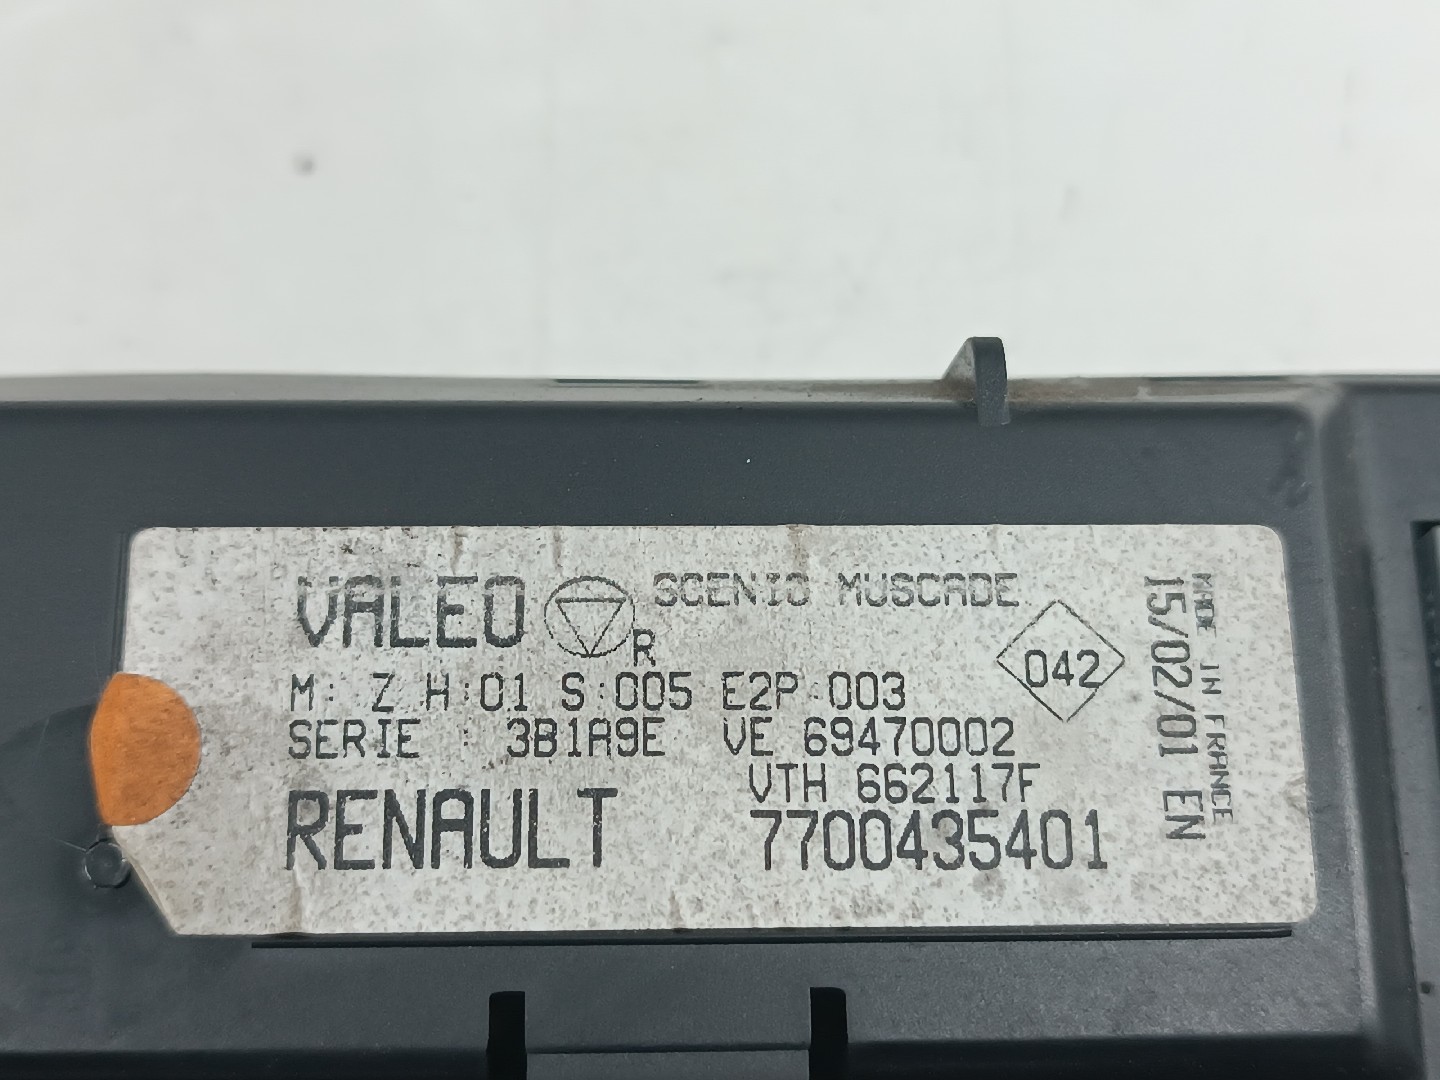 VALEO R SCENIC MUSCADE
M: Z H:01 S:005 E2P:003
042
SERIE : 3B1A9E VE 69470002
VTH 662117F
RENAULT 7700435401
MADE IN FRANCE
15/02/01 EN